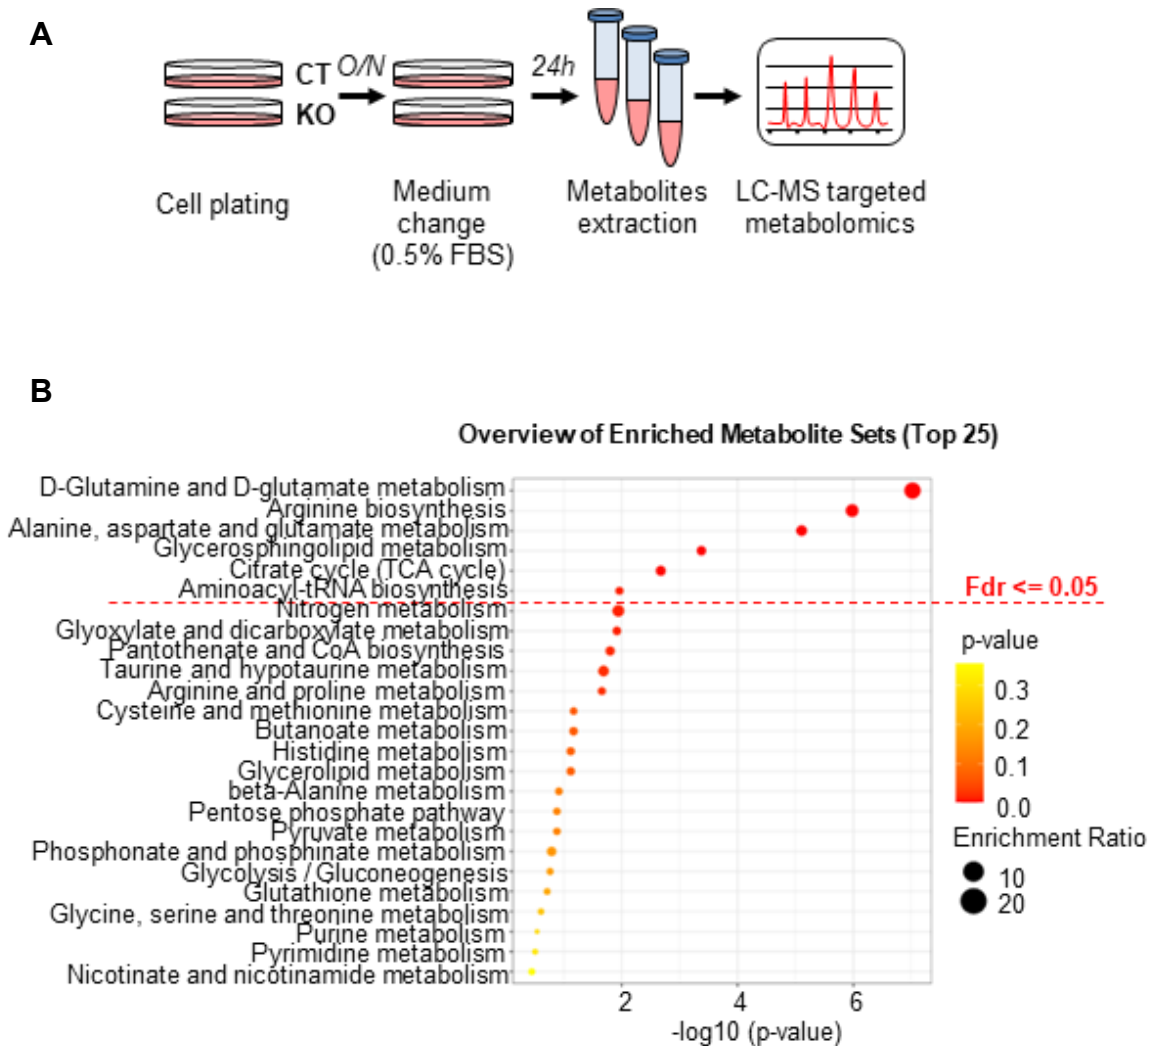 A
CT
O/N
24h
KO
Cell plating
Medium
change
(0.5% FBS)
Metabolites
extraction
LC-MS targeted
metabolomics
B
Overview of Enriched Metabolite Sets (Top 25)
D-Glutamine and D-glutamate metabolism
Arginine biosynthesis
Alanine, aspartate and glutamate metabolism
Glycerosphingolipid metabolism
Citrate cycle (TCA cycle)
Aminoacyl-tRNA biosynthesis
Fdr <= 0.05
Nitrogen metabolism
Glyoxylate and dicarboxylate metabolism
Pantothenate and CoA biosynthesis
Taurine and hypotaurine metabolism
Arginine and proline metabolism
Cysteine and methionine metabolism
Butanoate metabolism
Histidine metabolism
Glycerolipid metabolism
beta-Alanine metabolism
Pentose phosphate pathway
Pyruvate metabolism
Phosphonate and phosphinate metabolism
Glycolysis / Gluconeogenesis
Glutathione metabolism
Glycine, serine and threonine metabolism
Purine metabolism
Pyrimidine metabolism
Nicotinate and nicotinamide metabolism
p-value
0.3
0.2
0.1
0.0
Enrichment Ratio
10
20
2 4 6
-log10 (p-value)